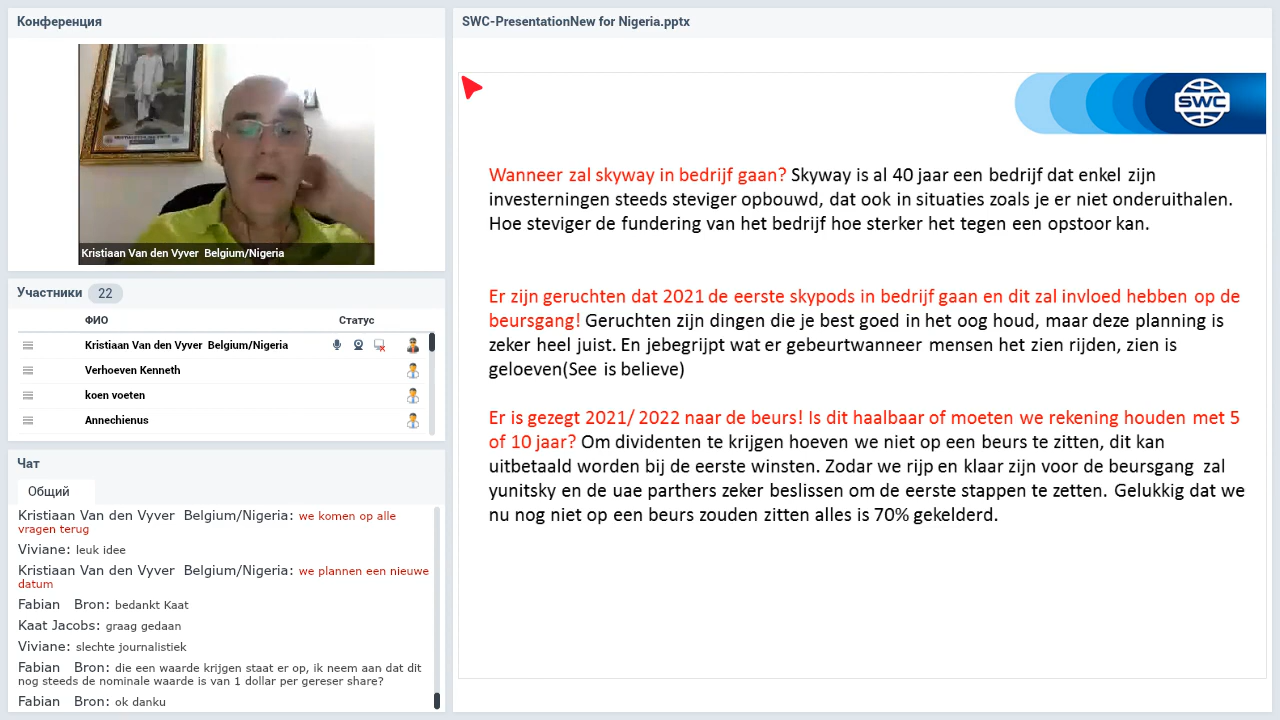 Конференция
Kristiaan Van den Vyver Belgium/Nigeria
Участники 22
ФИО Статус
Kristiaan Van den Vyver Belgium/Nigeria
Verhoeven Kenneth
koen voeten
Annechienus
Чат
Общий
Kristiaan Van den Vyver Belgium/Nigeria: we komen op alle
vragen terug
Viviane: leuk idee
Kristiaan Van den Vyver Belgium/Nigeria: we plannen een nieuwe
datum
Fabian Bron: bedankt Kaat
Kaat Jacobs: graag gedaan
Viviane: slechte journalistiek
Fabian Bron: die een waarde krijgen staat er op, ik neem aan dat dit
nog steeds de nominale waarde is van 1 dollar per gereser share?
Fabian Bron: ok danku
SWC-PresentationNew for Nigeria.pptx
SWC
Wanneer zal skyway in bedrijf gaan? Skyway is al 40 jaar een bedrijf dat enkel zijn
investerningen steeds steviger opbouwd, dat ook in situaties zoals je er niet onderuithalen.
Hoe steviger de fundering van het bedrijf hoe sterker het tegen een opstoor kan.
Er zijn geruchten dat 2021 de eerste skypods in bedrijf gaan en dit zal invloed hebben op de
beursgang! Geruchten zijn dingen die je best goed in het oog houd, maar deze planning is
zeker heel juist. En jebegrijpt wat er gebeurtwanneer mensen het zien rijden, zien is
geloeven(See is believe)
Er is gezegt 2021/ 2022 naar de beurs! Is dit haalbaar of moeten we rekening houden met 5
of 10 jaar? Om dividenten te krijgen hoeven we niet op een beurs te zitten, dit kan
uitbetaald worden bij de eerste winsten. Zodar we rijp en klaar zijn voor de beursgang zal
yunitsky en de uae parthers zeker beslissen om de eerste stappen te zetten. Gelukkig dat we
nu nog niet op een beurs zouden zitten alles is 70% gekelderd.